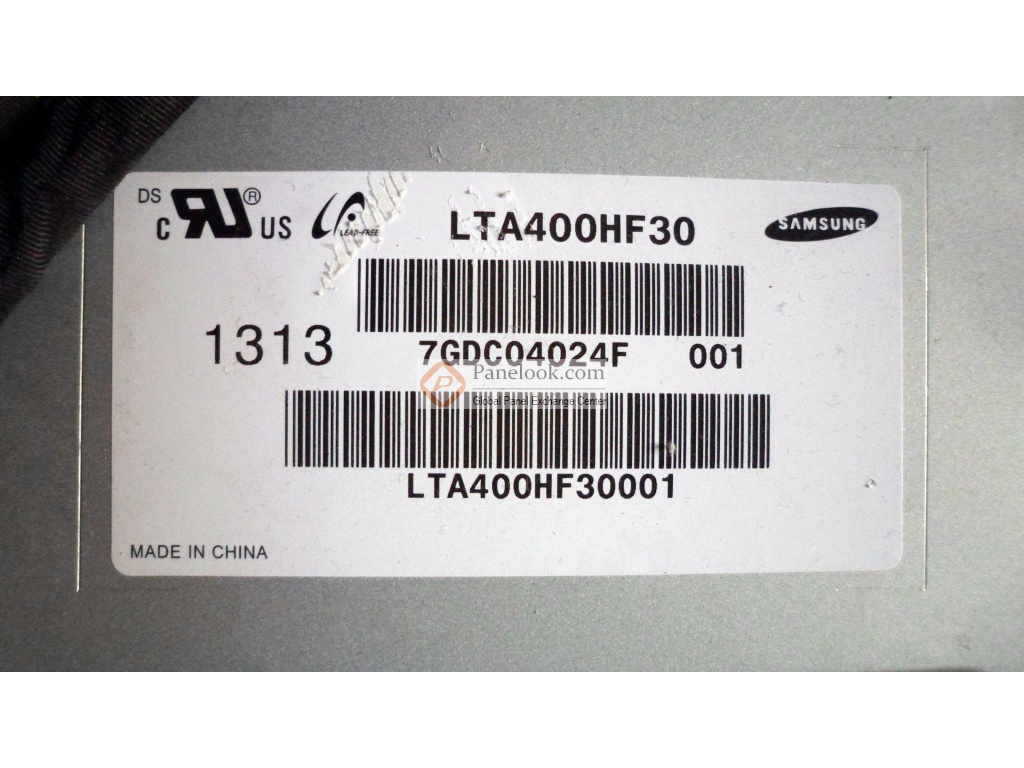 DS
c RU ® US LEAD-FREE LTA400HF30 SAMSUNG
1313 7GDC04024F 001
Panelook.com
Global Panel Exchange Center
LTA400HF30001
MADE IN CHINA